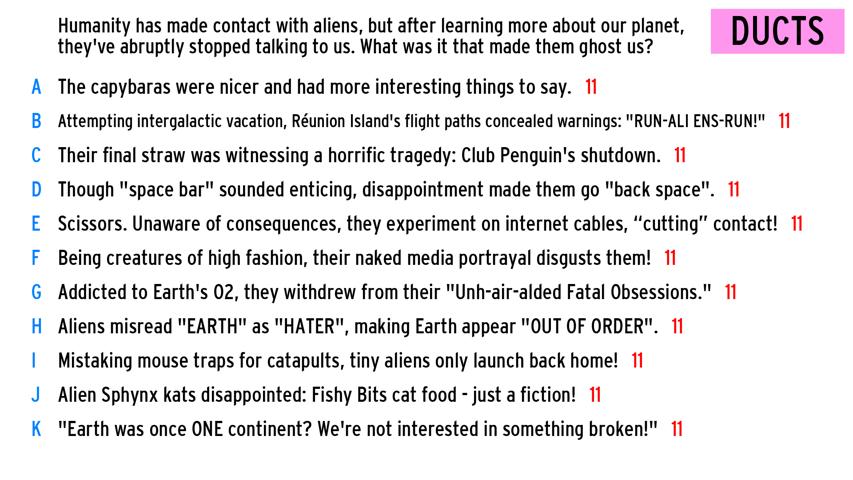 Humanity has made contact with aliens, but after learning more about our planet,
they've abruptly stopped talking to us. What was it that made them ghost us?
DUCTS
A The capybaras were nicer and had more interesting things to say. 11
B Attempting intergalactic vacation, Réunion Island's flight paths concealed warnings: "RUN-ALI ENS-RUN!" 11
C Their final straw was witnessing a horrific tragedy: Club Penguin's shutdown. 11
D Though "space bar" sounded enticing, disappointment made them go "back space". 11
E Scissors. Unaware of consequences, they experiment on internet cables, “cutting” contact! 11
F Being creatures of high fashion, their naked media portrayal disgusts them! 11
G Addicted to Earth's O2, they withdrew from their "Unh-air-alded Fatal Obsessions." 11
H Aliens misread "EARTH" as "HATER", making Earth appear "OUT OF ORDER". 11
I Mistaking mouse traps for catapults, tiny aliens only launch back home! 11
J Alien Sphynx kats disappointed: Fishy Bits cat food - just a fiction! 11
K "Earth was once ONE continent? We're not interested in something broken!" 11